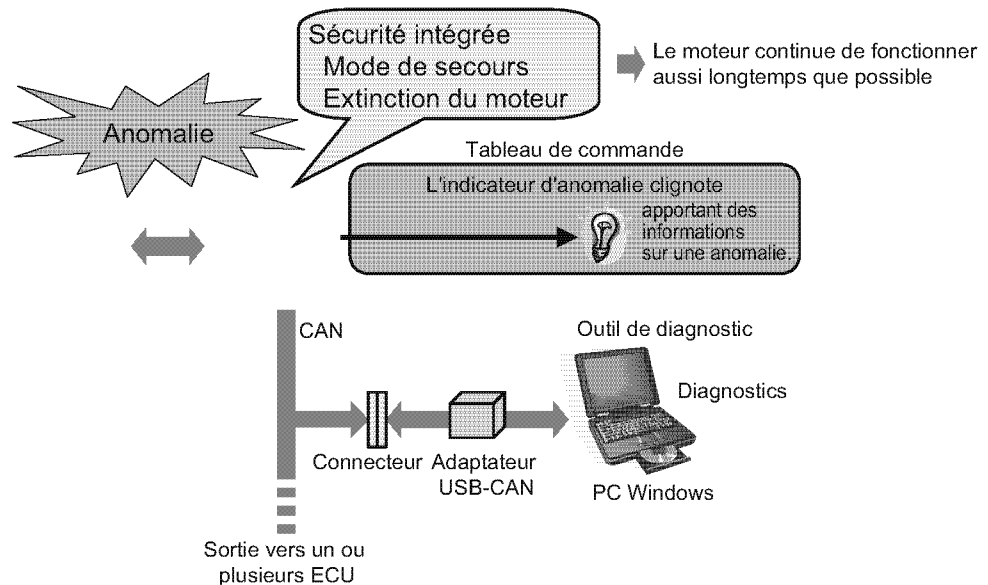 Sécurité intégrée
Mode de secours
Extinction du moteur
Le moteur continue de fonctionner
aussi longtemps que possible
Anomalie
Tableau de commande
L'indicateur d'anomalie clignote
apportant des
informations
sur une anomalie.
CAN
Outil de diagnostic
Diagnostics
Connecteur
Adaptateur
USB-CAN
PC Windows
Sortie vers un ou
plusieurs ECU